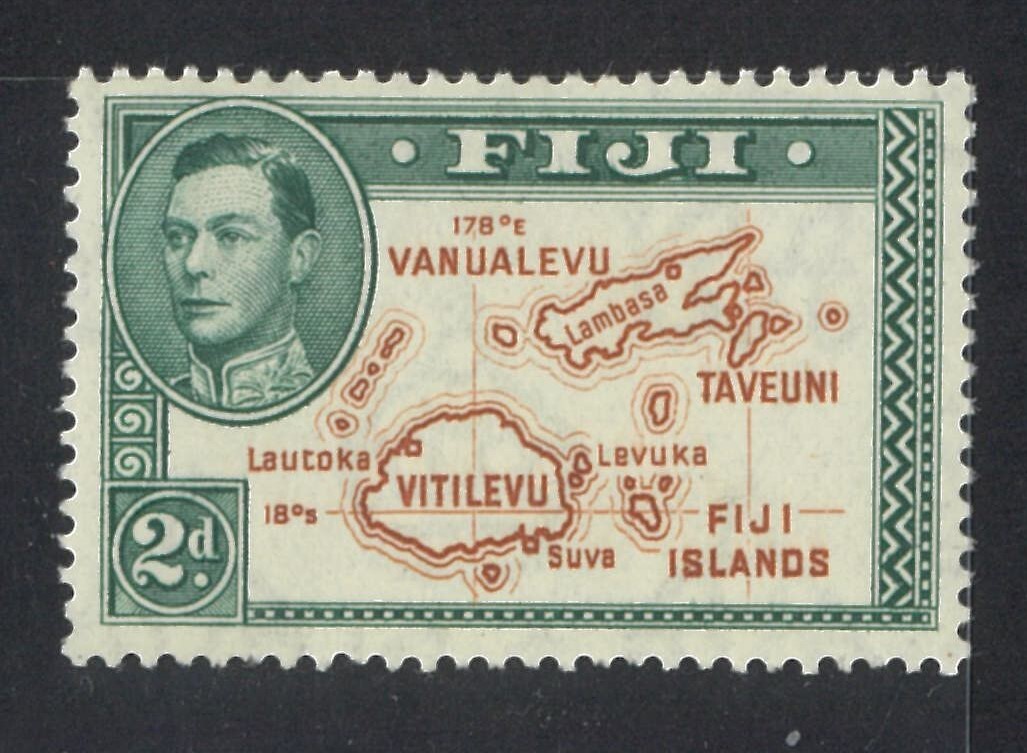 • FIJI •
178°E
VANUALEVU
Lambasa
TAVEUNI
Lautoka
Levuka
VITILEVU
18°S
FIJI
ISLANDS
Suva
2d.